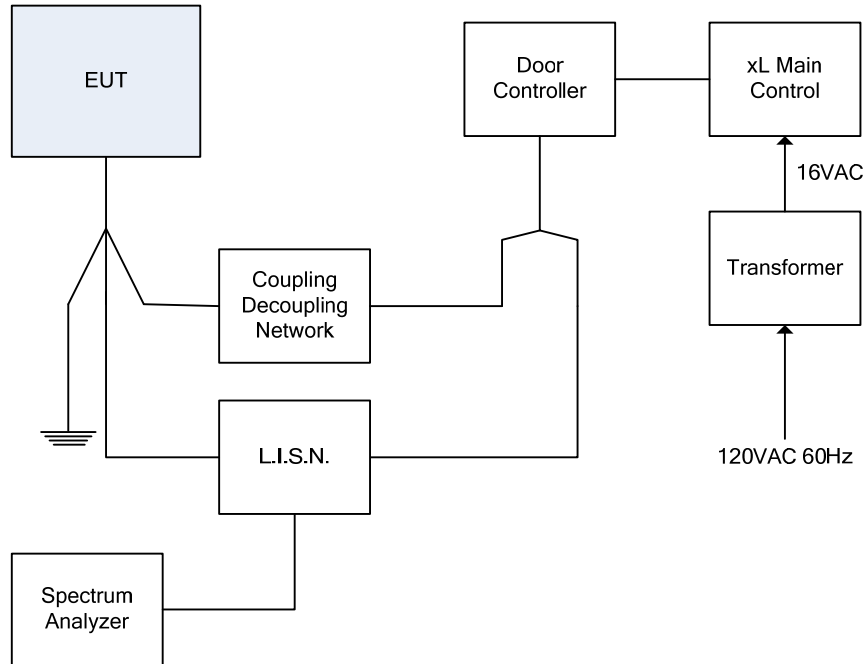 EUT
Door
Controller
xL Main
Control
16VAC
Coupling
Decoupling
Network
Transformer
L.I.S.N.
120VAC 60Hz
Spectrum
Analyzer